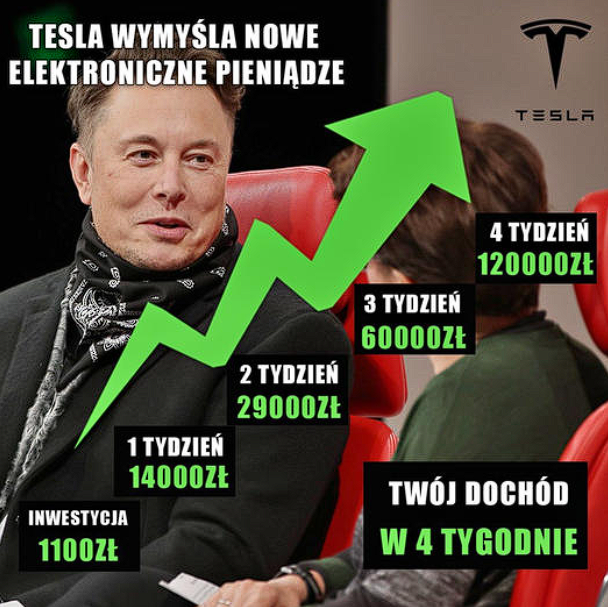 TESLA WYMYŚLA NOWE
ELEKTRONICZNE PIENIĄDZE
TESLA
4 TYDZIEŃ
120000ZŁ
3 TYDZIEŃ
60000ZŁ
2 TYDZIEŃ
29000ZŁ
1 TYDZIEŃ
14000ZŁ
INWESTYCJA
1100ZŁ
TWÓJ DOCHÓD
W 4 TYGODNIE